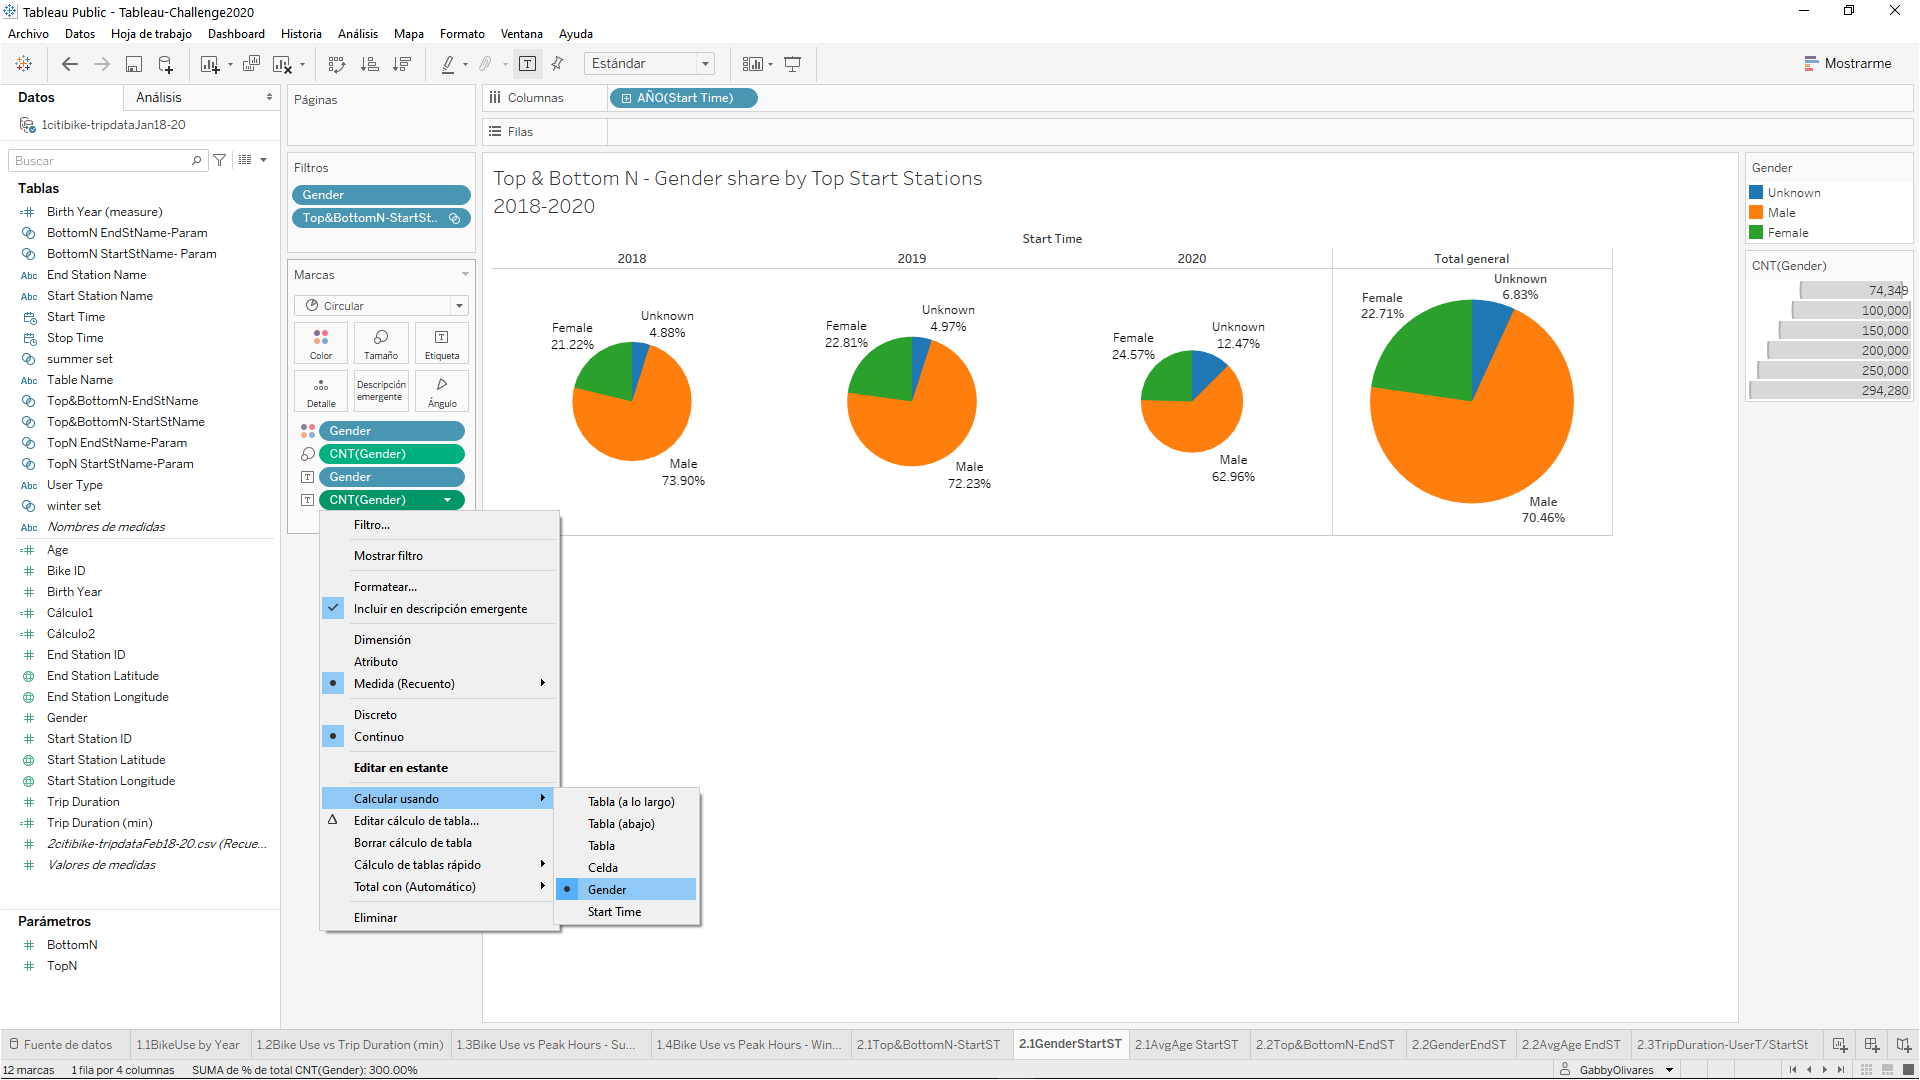 Tableau Public - Tableau-Challenge2020
Archivo Datos Hoja de trabajo Dashboard Historia Análisis Mapa Formato Ventana Ayuda
Estándar
Mostrarme
Datos Análisis
1citibike-tripdataJan18-20
Buscar
Tablas
Birth Year (measure)
BottomN EndStName-Param
BottomN StartStName- Param
Abc End Station Name
Abc Start Station Name
Start Time
Stop Time
summer set
Abc Table Name
Top&BottomN-EndStName
Top&BottomN-StartStName
TopN EndStName-Param
TopN StartStName-Param
Abc User Type
winter set
Abc Nombres de medidas
Age
Bike ID
Birth Year
Cálculo1
Cálculo2
End Station ID
End Station Latitude
End Station Longitude
Gender
Start Station ID
Start Station Latitude
Start Station Longitude
Trip Duration
Trip Duration (min)
2citibike-tripdataFeb18-20.csv (Recue...
Valores de medidas
Parámetros
BottomN
TopN
Páginas
Filtros
Gender
Top&BottomN-StartSt..
Marcas
Circular
Color Tamaño Etiqueta
Detalle Descripción emergente Ángulo
Gender
CNT(Gender)
Gender
CNT(Gender)
Filtro...
Mostrar filtro
Formatear...
Incluir en descripción emergente
Dimensión
Atributo
Medida (Recuento)
Discreto
Continuo
Editar en estante
Calcular usando
Editar cálculo de tabla...
Borrar cálculo de tabla
Cálculo de tablas rápido
Total con (Automático)
Eliminar
Tabla (a lo largo)
Tabla (abajo)
Tabla
Celda
Gender
Start Time
Columnas AÑO(Start Time)
Filas
Top & Bottom N - Gender share by Top Start Stations
2018-2020
Start Time
2018 2019 2020 Total general
Female
21.22%
Unknown
4.88%
Male
73.90%
Female
22.81%
Unknown
4.97%
Male
72.23%
Female
24.57%
Unknown
12.47%
Male
62.96%
Female
22.71%
Unknown
6.83%
Male
70.46%
Gender
Unknown
Male
Female
CNT(Gender)
74,349
100,000
150,000
200,000
250,000
294,280
Fuente de datos 1.1BikeUse by Year 1.2Bike Use vs Trip Duration (min) 1.3Bike Use vs Peak Hours - Su... 1.4Bike Use vs Peak Hours - Win... 2.1Top&BottomN-StartST 2.1GenderStartST 2.1AvgAge StartST 2.2Top&BottomN-EndST 2.2GenderEndST 2.2AvgAge EndST 2.3TripDuration-UserT/StartSt
12 marcas 1 fila por 4 columnas SUMA de % de total CNT(Gender): 300.00% GabbyOlivares